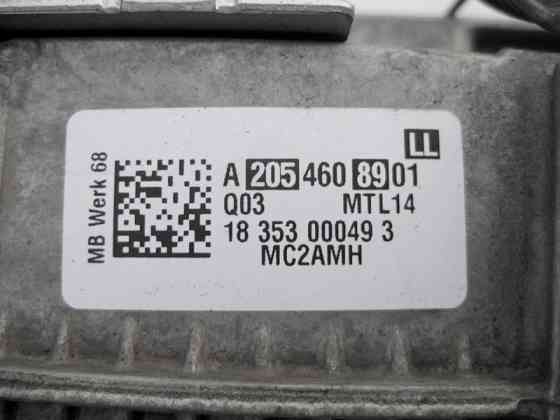 LL
MB Werk 68
A 205 460 89 01
Q03 MTL14
18 353 00049 3
MC2AMH